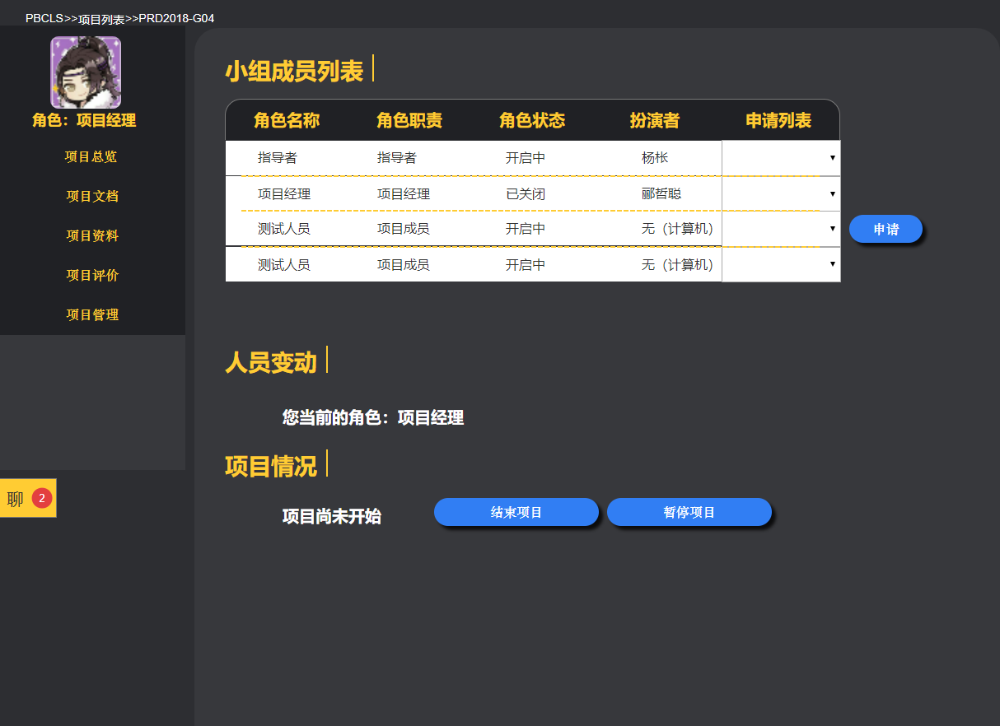 PBCLS>>项目列表>>PRD2018-G04
角色：项目经理
项目总览
项目文档
项目资料
项目评价
项目管理
聊 2
小组成员列表
角色名称 角色职责 角色状态 扮演者 申请列表
指导者 指导者 开启中 杨枨
项目经理 项目经理 已关闭 郦哲聪
测试人员 项目成员 开启中 无（计算机） 申请
测试人员 项目成员 开启中 无（计算机）
人员变动
您当前的角色：项目经理
项目情况
项目尚未开始 结束项目 暂停项目